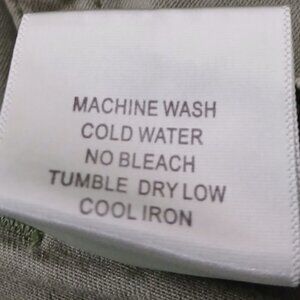 MACHINE WASH
COLD WATER
NO BLEACH
TUMBLE DRY LOW
COOL IRON